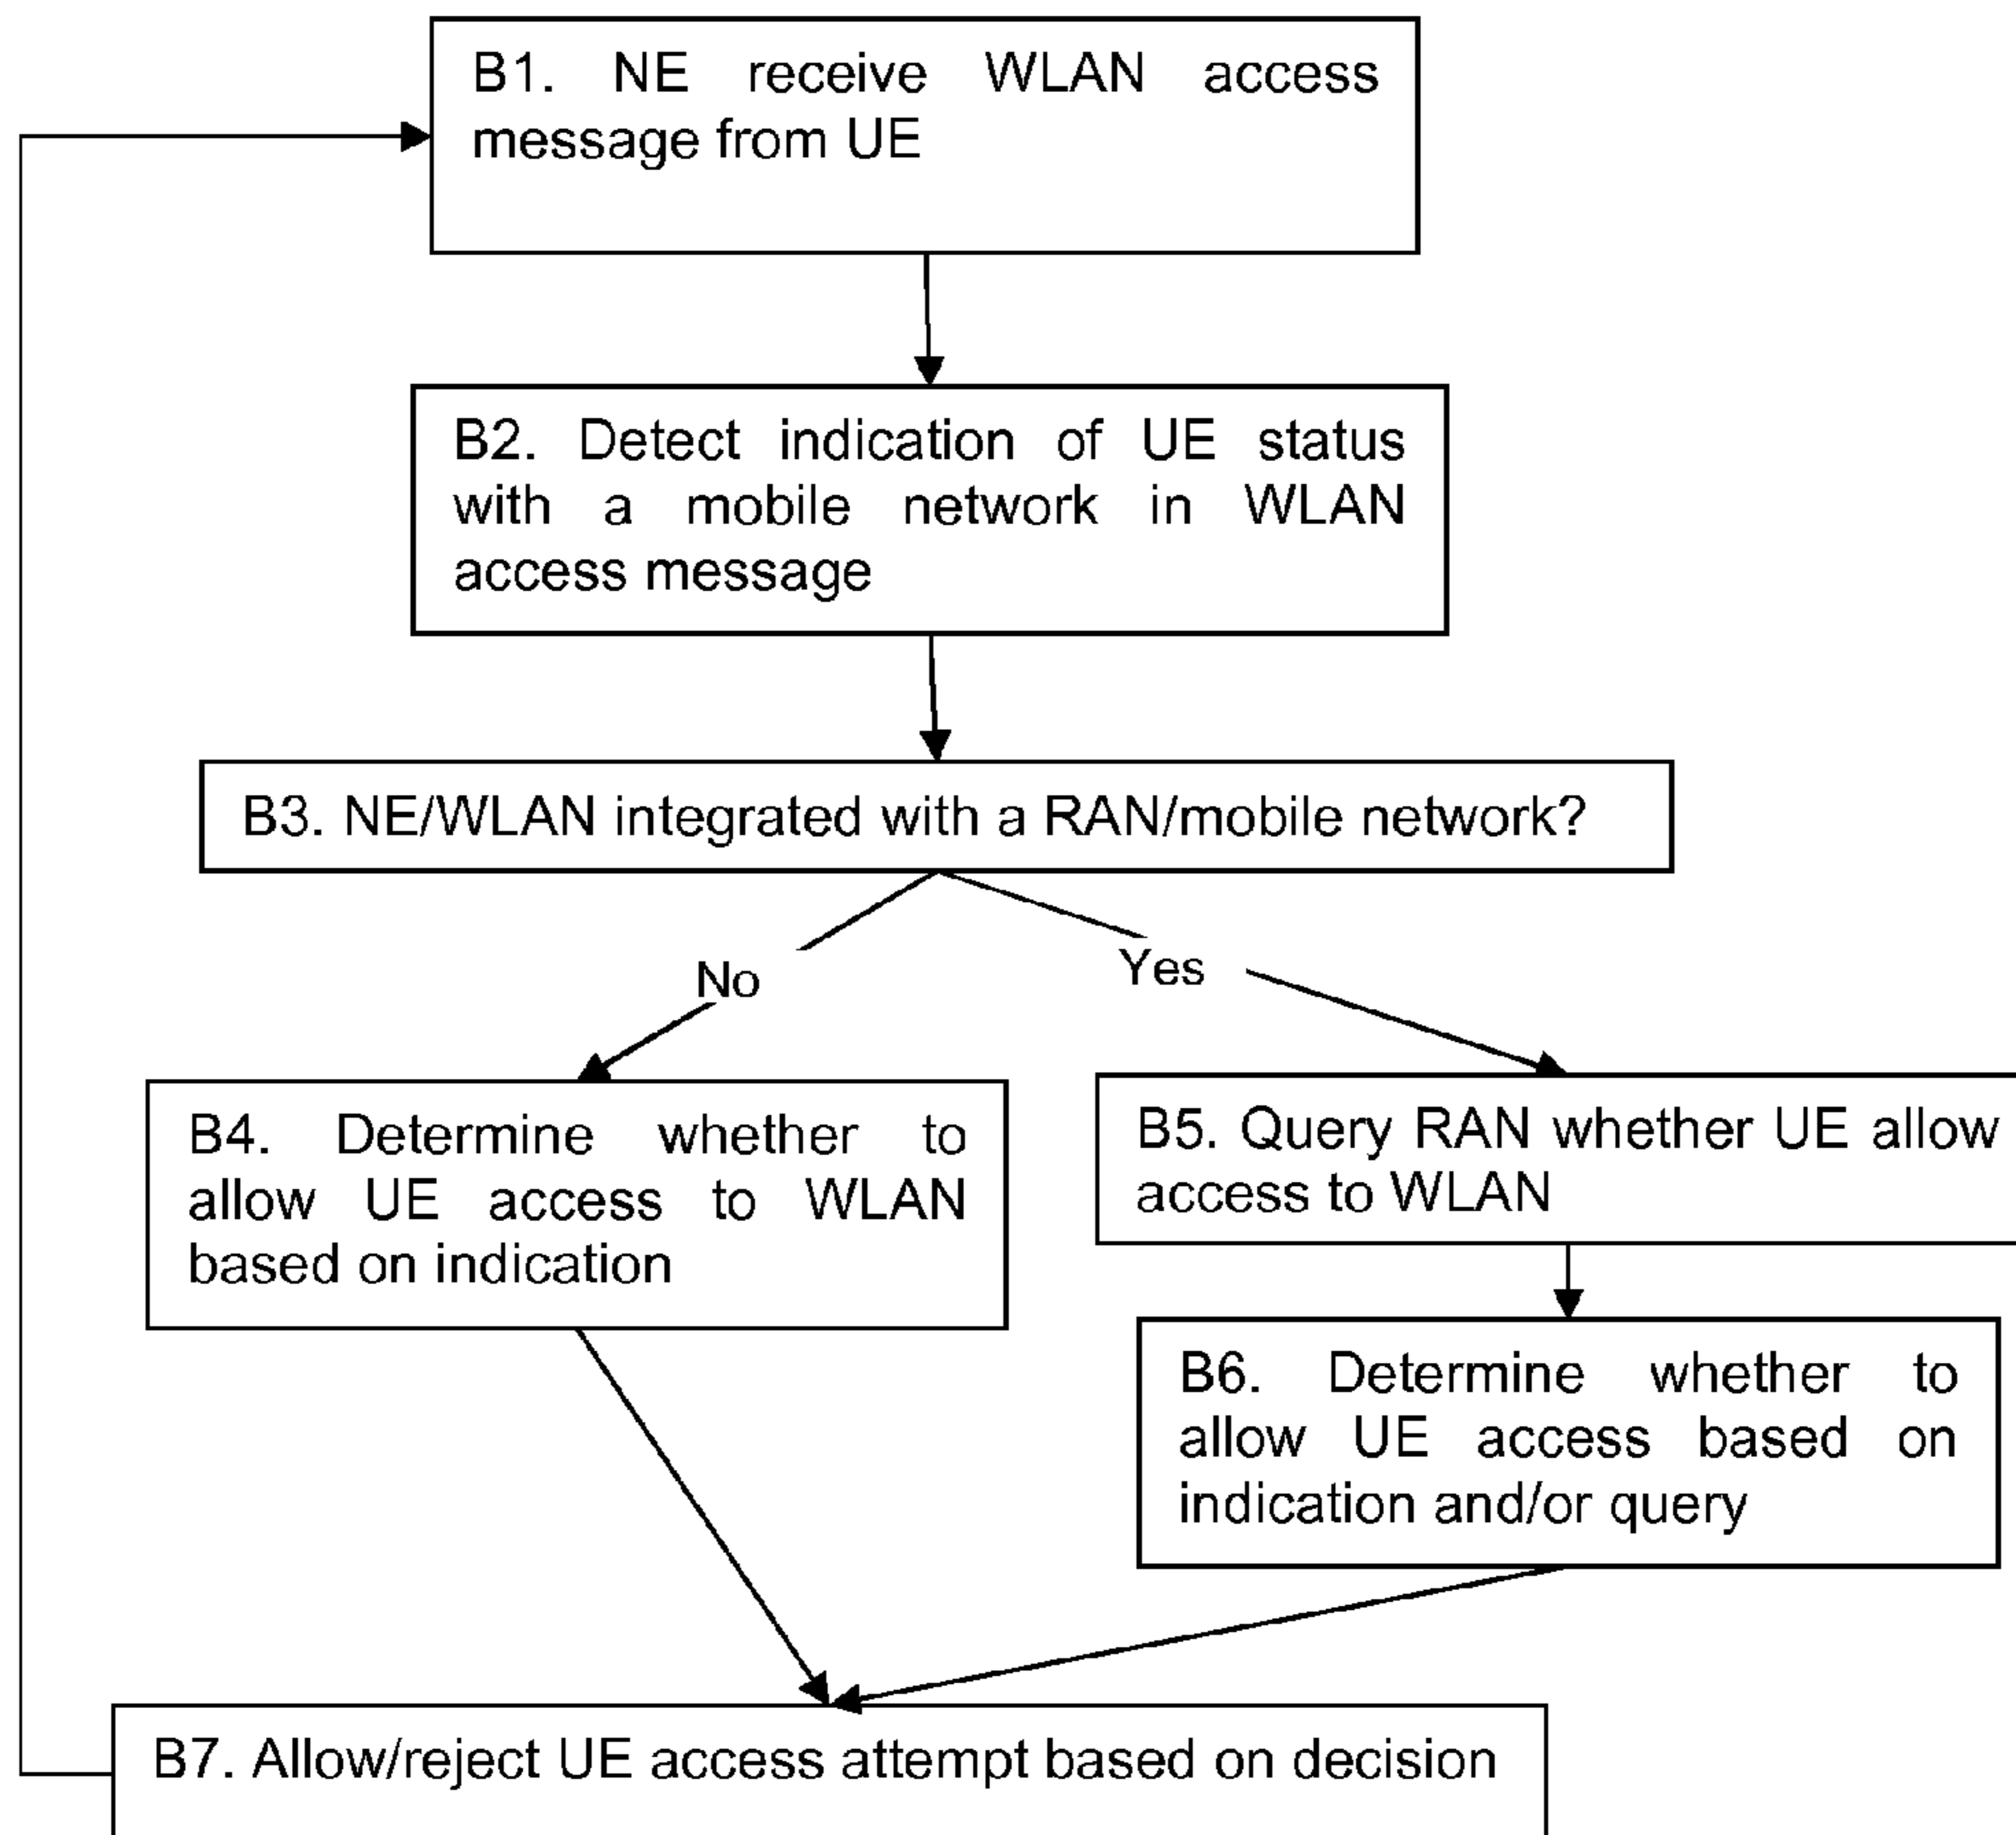 B1. NE receive WLAN access
message from UE
B2. Detect indication of UE status
with a mobile network in WLAN
access message
B3. NE/WLAN integrated with a RAN/mobile network?
No
Yes
B4. Determine whether to
allow UE access to WLAN
based on indication
B5. Query RAN whether UE allow
access to WLAN
B6. Determine whether to
allow UE access based on
indication and/or query
B7. Allow/reject UE access attempt based on decision